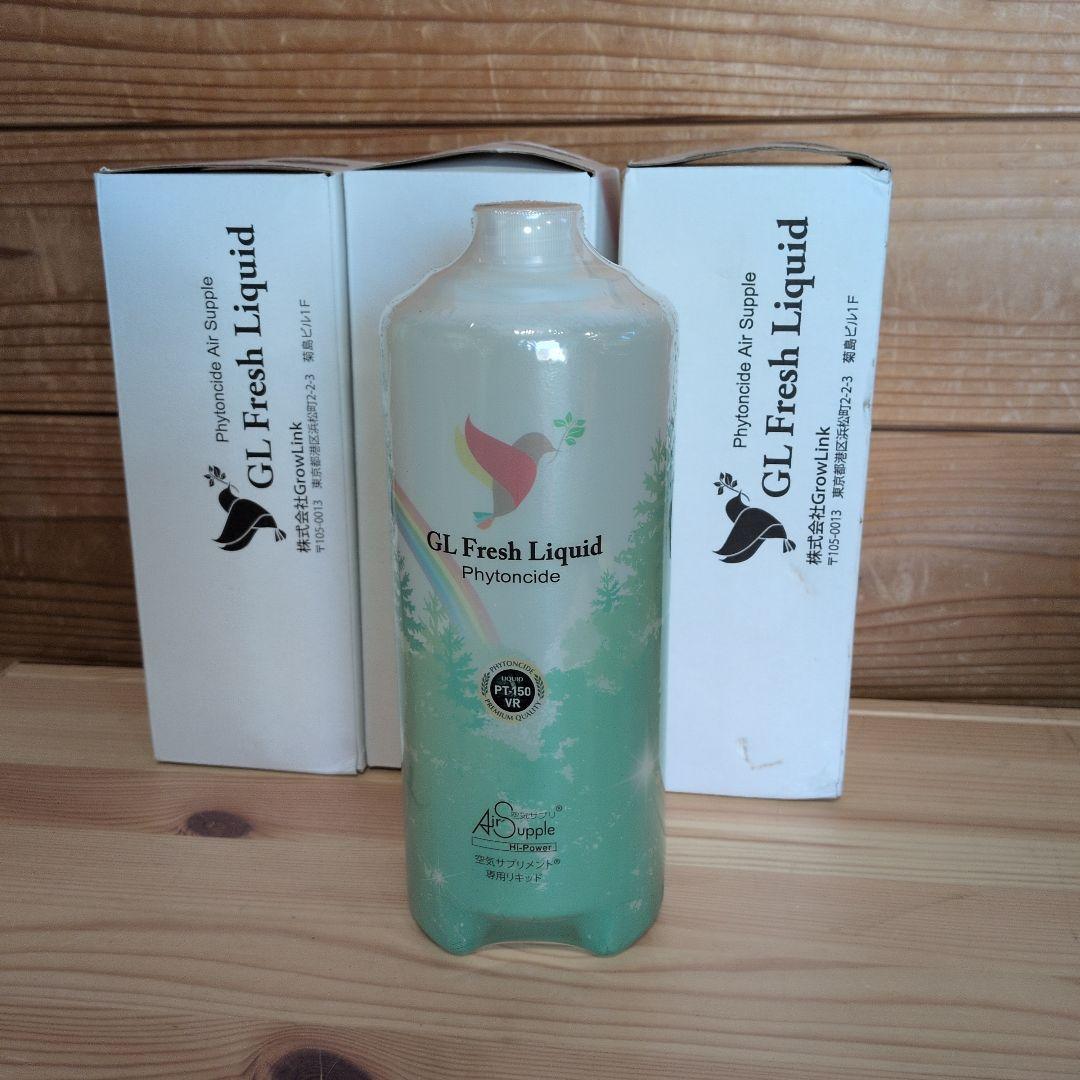 Phytoncide Air Supple
GL Fresh Liquid
株式会社GrowLink
〒105-0013 東京都港区浜松町2-2-3 菊島ビル1F
GL Fresh Liquid
Phytoncide
PHYTONCIDE
LIQUID
PT-150
VR
PREMIUM QUALITY
空気サプリ®
Air Supple
Hi-Power
空気サプリメント®
専用リキッド
Phytoncide Air Supple
GL Fresh Liquid
株式会社GrowLink
〒105-0013 東京都港区浜松町2-2-3 菊島ビル1F